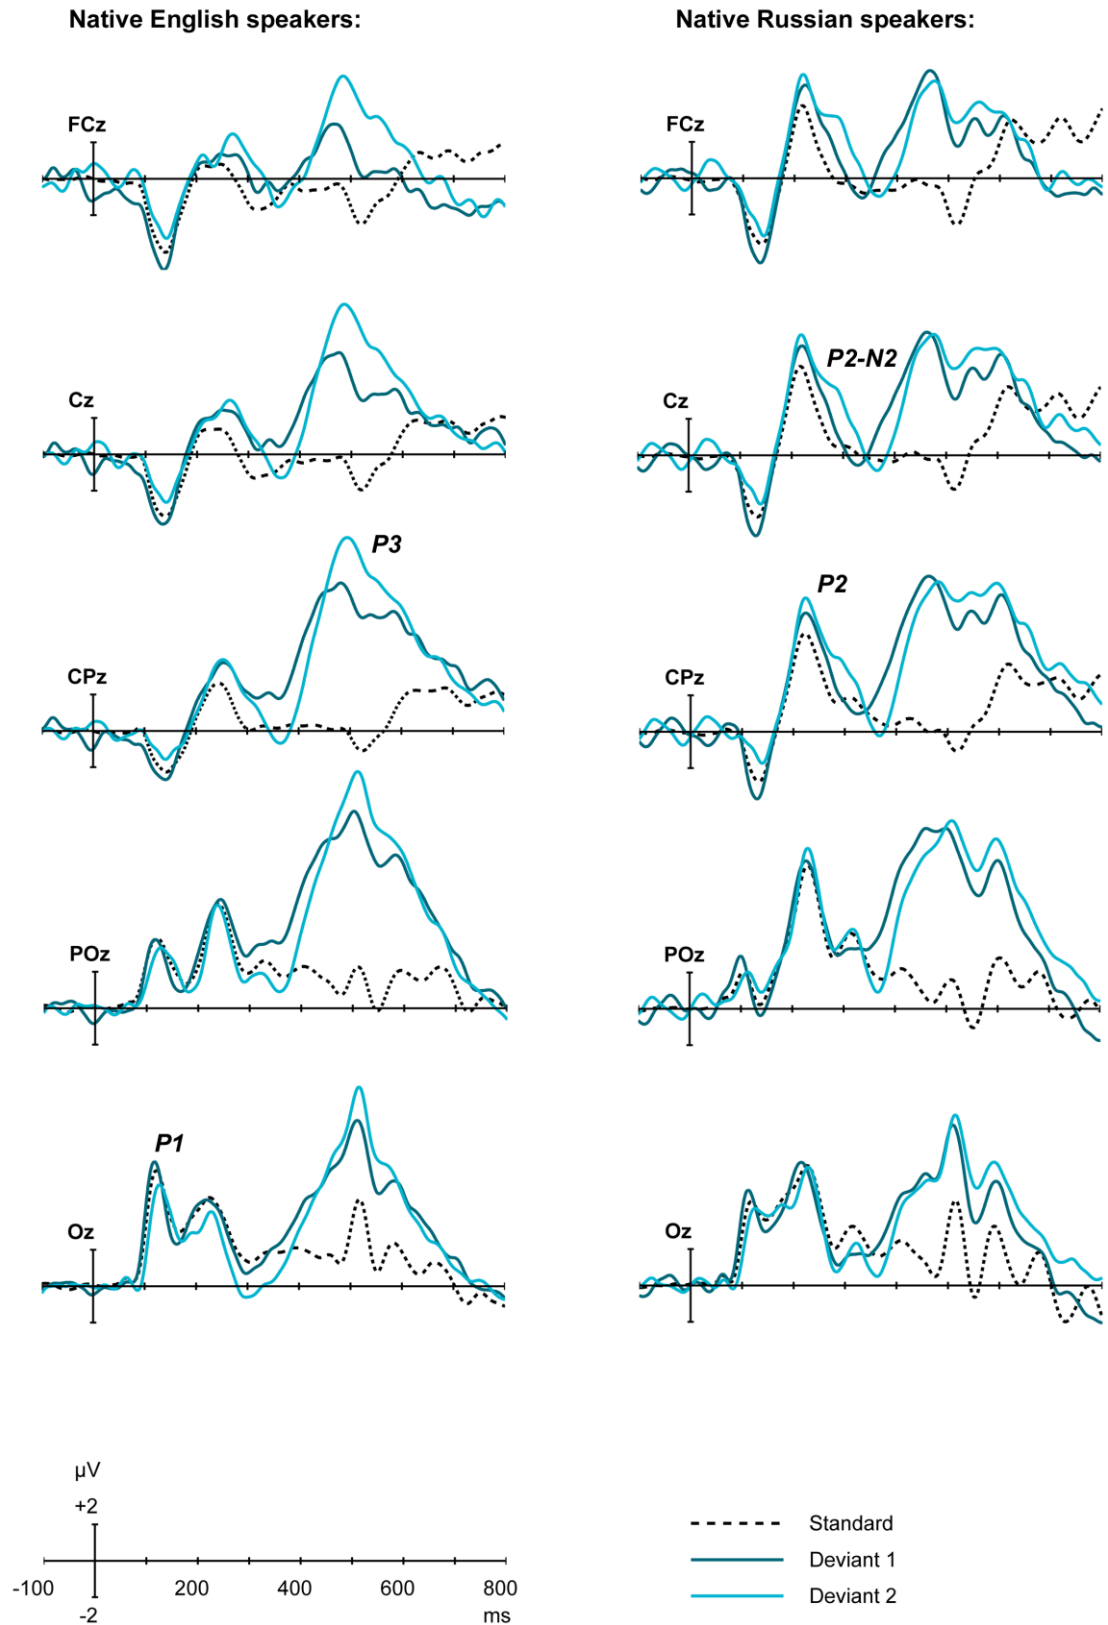 Native English speakers:
Native Russian speakers:
FCz
FCz
Cz
P2-N2
Cz
P3
CPz
P2
CPz
POz
POz
P1
Oz
Oz
µV
+2
-100 200 400 600 800
ms
-2
Standard
Deviant 1
Deviant 2